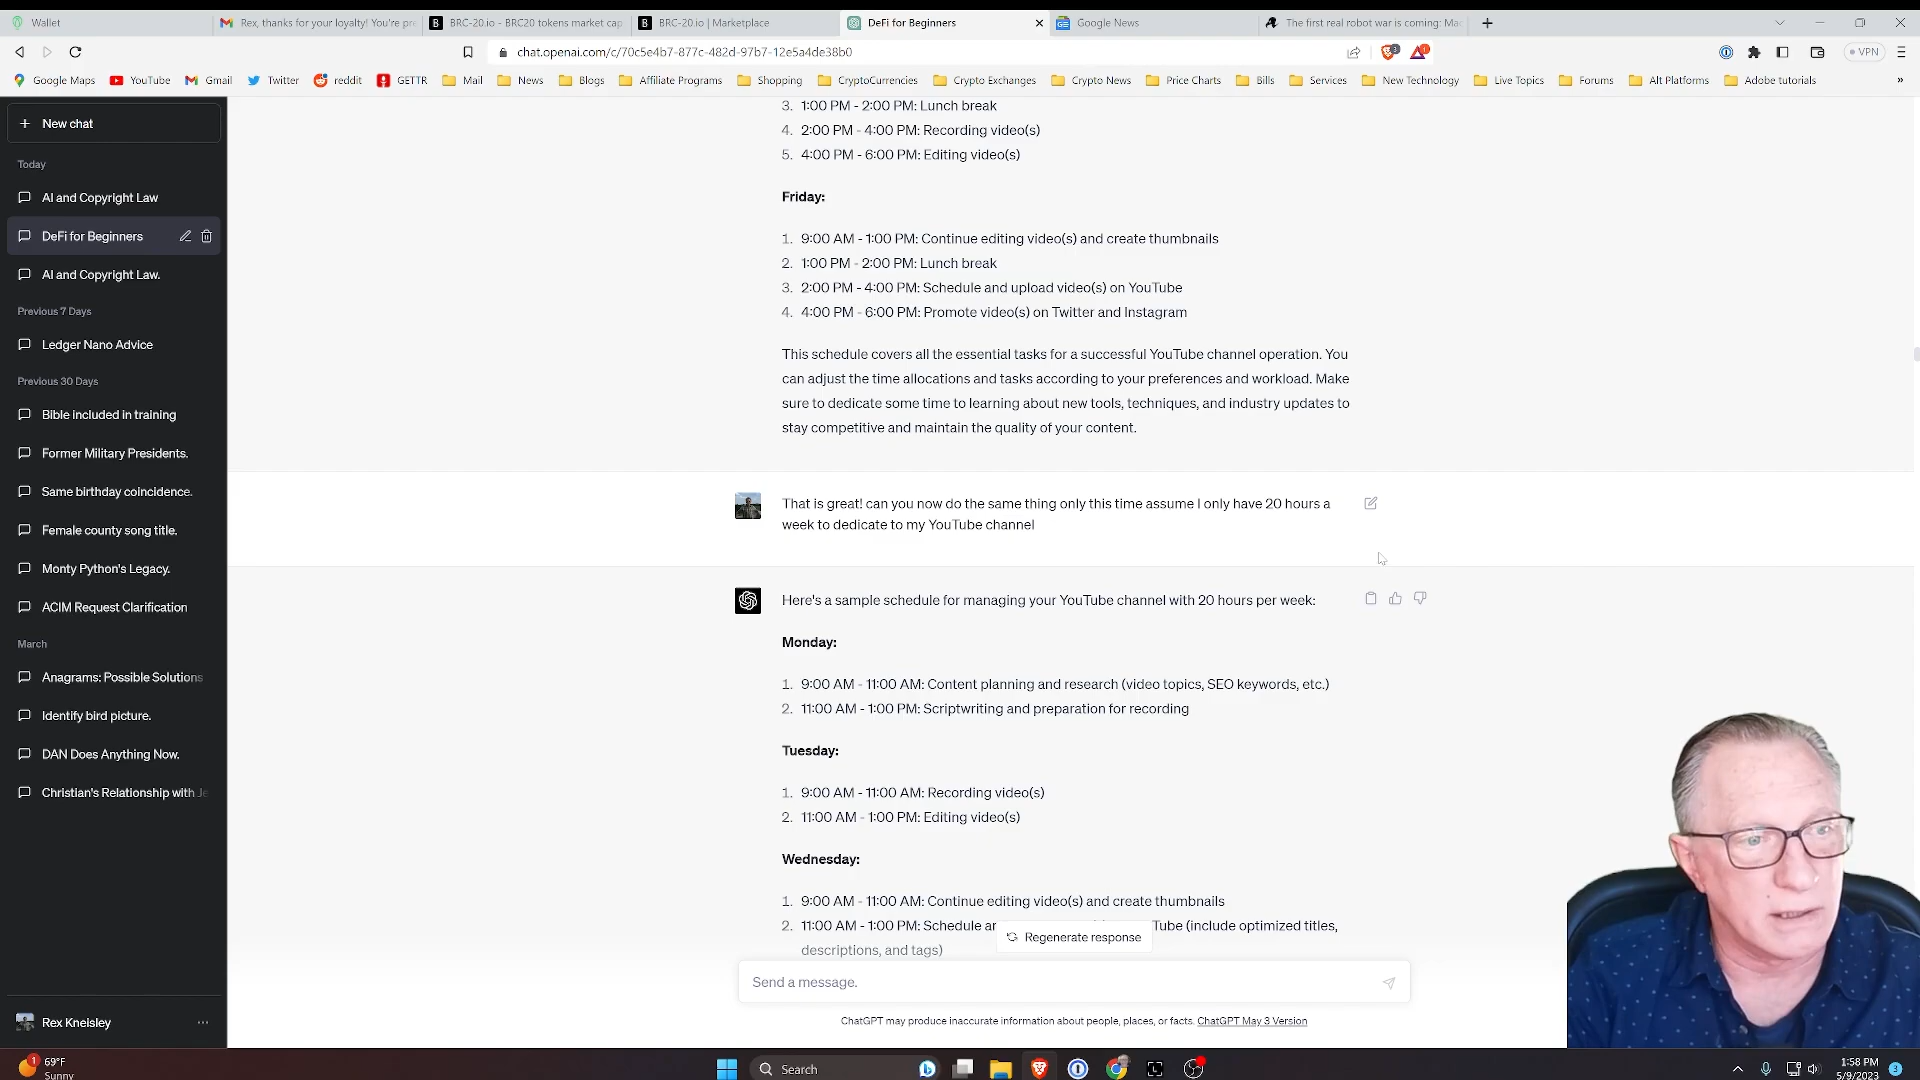 Wallet
Rex, thanks for your loyalty! You're pre
BRC-20.io - BRC20 tokens market cap
BRC-20.io | Marketplace
DeFi for Beginners
Google News
The first real robot war is coming: Mac
chat.openai.com/c/70c5e4b7-877c-482d-97b7-12e5a4de38b0
VPN
Google Maps
YouTube
Gmail
Twitter
reddit
GETTR
Mail
News
Blogs
Affiliate Programs
Shopping
CryptoCurrencies
Crypto Exchanges
Crypto News
Price Charts
Bills
Services
New Technology
Live Topics
Forums
Alt Platforms
Adobe tutorials
New chat
Today
AI and Copyright Law
DeFi for Beginners
AI and Copyright Law.
Previous 7 Days
Ledger Nano Advice
Previous 30 Days
Bible included in training
Former Military Presidents.
Same birthday coincidence.
Female county song title.
Monty Python's Legacy.
ACIM Request Clarification
March
Anagrams: Possible Solutions
Identify bird picture.
DAN Does Anything Now.
Christian's Relationship with Je
Rex Kneisley
3. 1:00 PM - 2:00 PM: Lunch break
4. 2:00 PM - 4:00 PM: Recording video(s)
5. 4:00 PM - 6:00 PM: Editing video(s)
Friday:
1. 9:00 AM - 1:00 PM: Continue editing video(s) and create thumbnails
2. 1:00 PM - 2:00 PM: Lunch break
3. 2:00 PM - 4:00 PM: Schedule and upload video(s) on YouTube
4. 4:00 PM - 6:00 PM: Promote video(s) on Twitter and Instagram
This schedule covers all the essential tasks for a successful YouTube channel operation. You
can adjust the time allocations and tasks according to your preferences and workload. Make
sure to dedicate some time to learning about new tools, techniques, and industry updates to
stay competitive and maintain the quality of your content.
That is great! can you now do the same thing only this time assume I only have 20 hours a
week to dedicate to my YouTube channel
Here's a sample schedule for managing your YouTube channel with 20 hours per week:
Monday:
1. 9:00 AM - 11:00 AM: Content planning and research (video topics, SEO keywords, etc.)
2. 11:00 AM - 1:00 PM: Scriptwriting and preparation for recording
Tuesday:
1. 9:00 AM - 11:00 AM: Recording video(s)
2. 11:00 AM - 1:00 PM: Editing video(s)
Wednesday:
1. 9:00 AM - 11:00 AM: Continue editing video(s) and create thumbnails
2. 11:00 AM - 1:00 PM: Schedule ar Tube (include optimized titles,
descriptions, and tags)
Regenerate response
Send a message.
ChatGPT may produce inaccurate information about people, places, or facts. ChatGPT May 3 Version
1
69°F
Sunny
Search
1:58 PM
5/9/2023
3